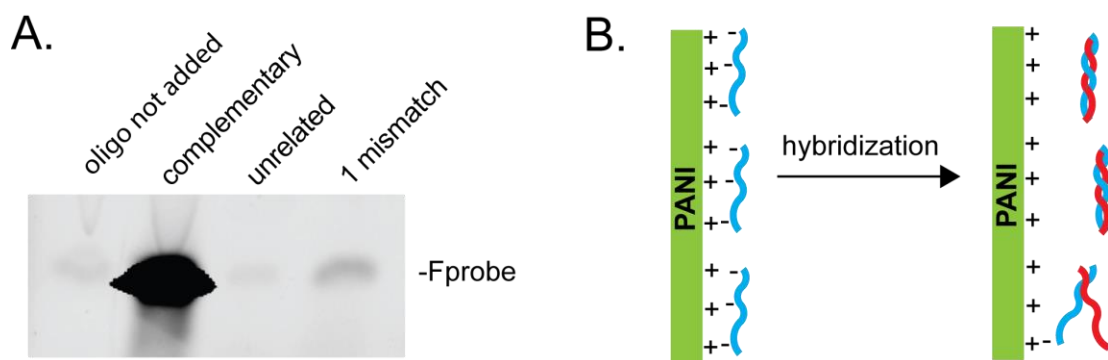 A.
oligo not added
complementary
unrelated
1 mismatch
-Fprobe
B.
PANI
+ -
+ -
+ -
+ -
+ -
+ -
+ -
+ -
+ -
hybridization
PANI
+
+
+
+
+
+
+
+
+ -